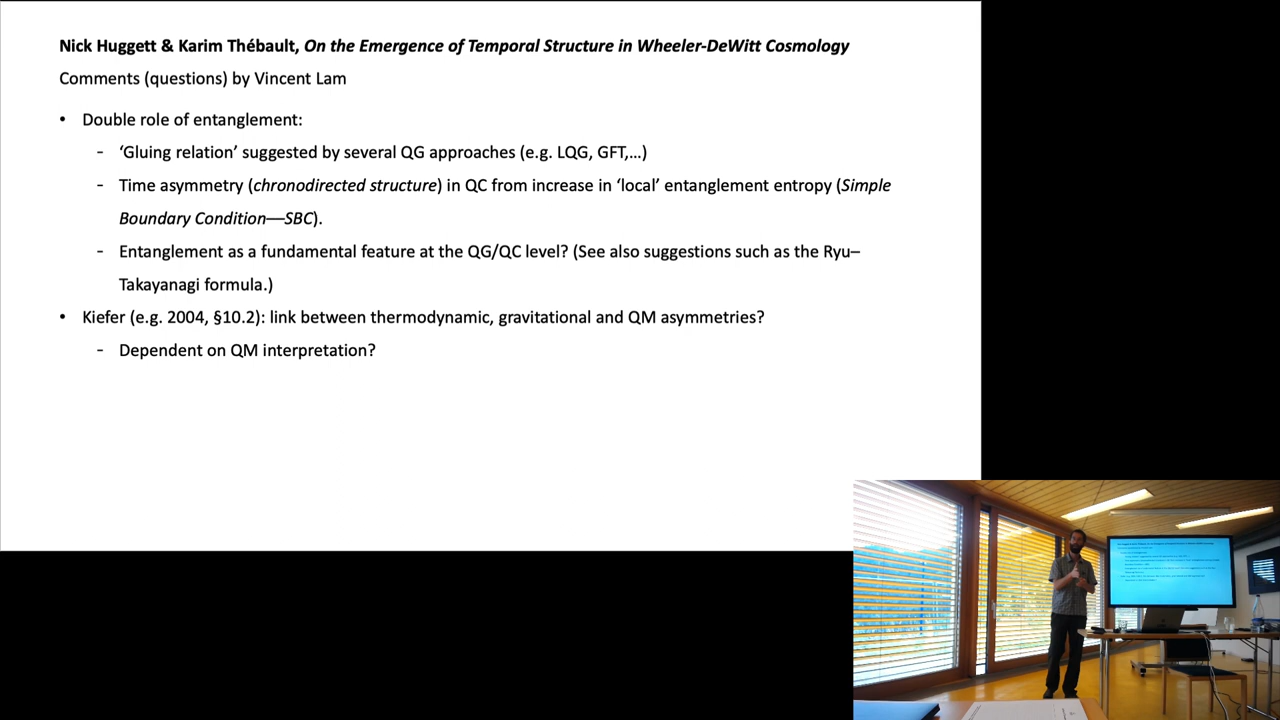 Nick Huggett & Karim Thébault, On the Emergence of Temporal Structure in Wheeler-DeWitt Cosmology
Comments (questions) by Vincent Lam
• Double role of entanglement:
- ‘Gluing relation’ suggested by several QG approaches (e.g. LQG, GFT,…)
- Time asymmetry (chronodirected structure) in QC from increase in ‘local’ entanglement entropy (Simple
Boundary Condition—SBC).
- Entanglement as a fundamental feature at the QG/QC level? (See also suggestions such as the Ryu–
Takayanagi formula.)
• Kiefer (e.g. 2004, §10.2): link between thermodynamic, gravitational and QM asymmetries?
- Dependent on QM interpretation?